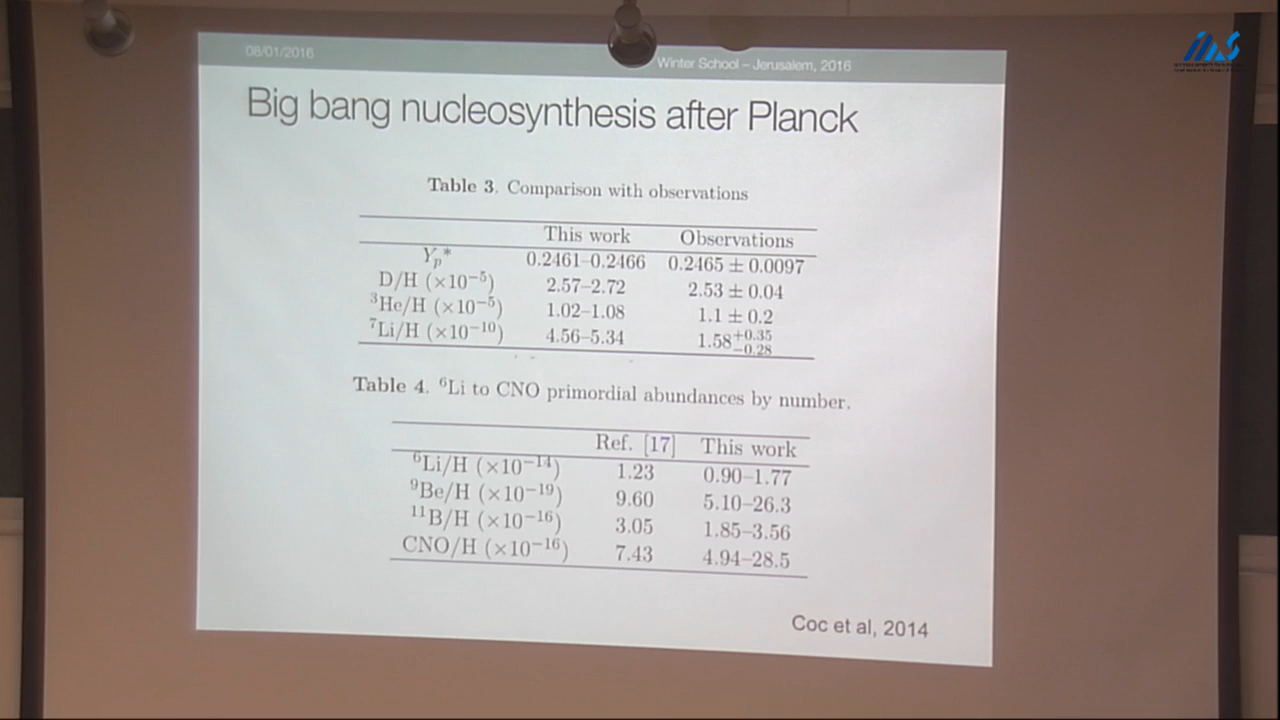 08/01/2016
Winter School – Jerusalem, 2016
Big bang nucleosynthesis after Planck
Table 3. Comparison with observations
This work Observations
Yₚ* 0.2461–0.2466 0.2465 ± 0.0097
D/H (×10⁻⁵) 2.57–2.72 2.53 ± 0.04
³He/H (×10⁻⁵) 1.02–1.08 1.1 ± 0.2
⁷Li/H (×10⁻¹⁰) 4.56–5.34 1.58 +0.35 −0.28
Table 4. ⁶Li to CNO primordial abundances by number.
Ref. [17] This work
⁶Li/H (×10⁻¹⁴) 1.23 0.90–1.77
⁹Be/H (×10⁻¹⁹) 9.60 5.10–26.3
¹¹B/H (×10⁻¹⁶) 3.05 1.85–3.56
CNO/H (×10⁻¹⁶) 7.43 4.94–28.5
Coc et al, 2014